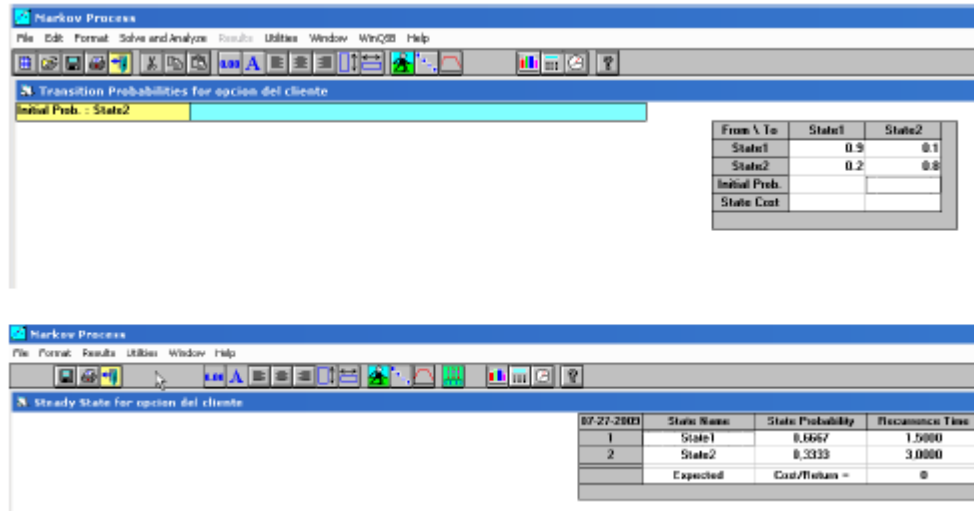 Markov Process
File Edit Format Solve and Analyze Results Utilities Window WinQSB Help
0.00 A ?
Transition Probabilities for opcion del cliente
Initial Prob. : State2
From \ To State1 State2
State1 0.9 0.1
State2 0.2 0.8
Initial Prob.
State Cost
Markov Process
File Format Results Utilities Window Help
0.00 A ?
Steady State for opcion del cliente
07-27-2009 State Name State Probability Recurrence Time
1 State1 0,6667 1,5000
2 State2 0,3333 3,0000
Expected Cost/Return = 0